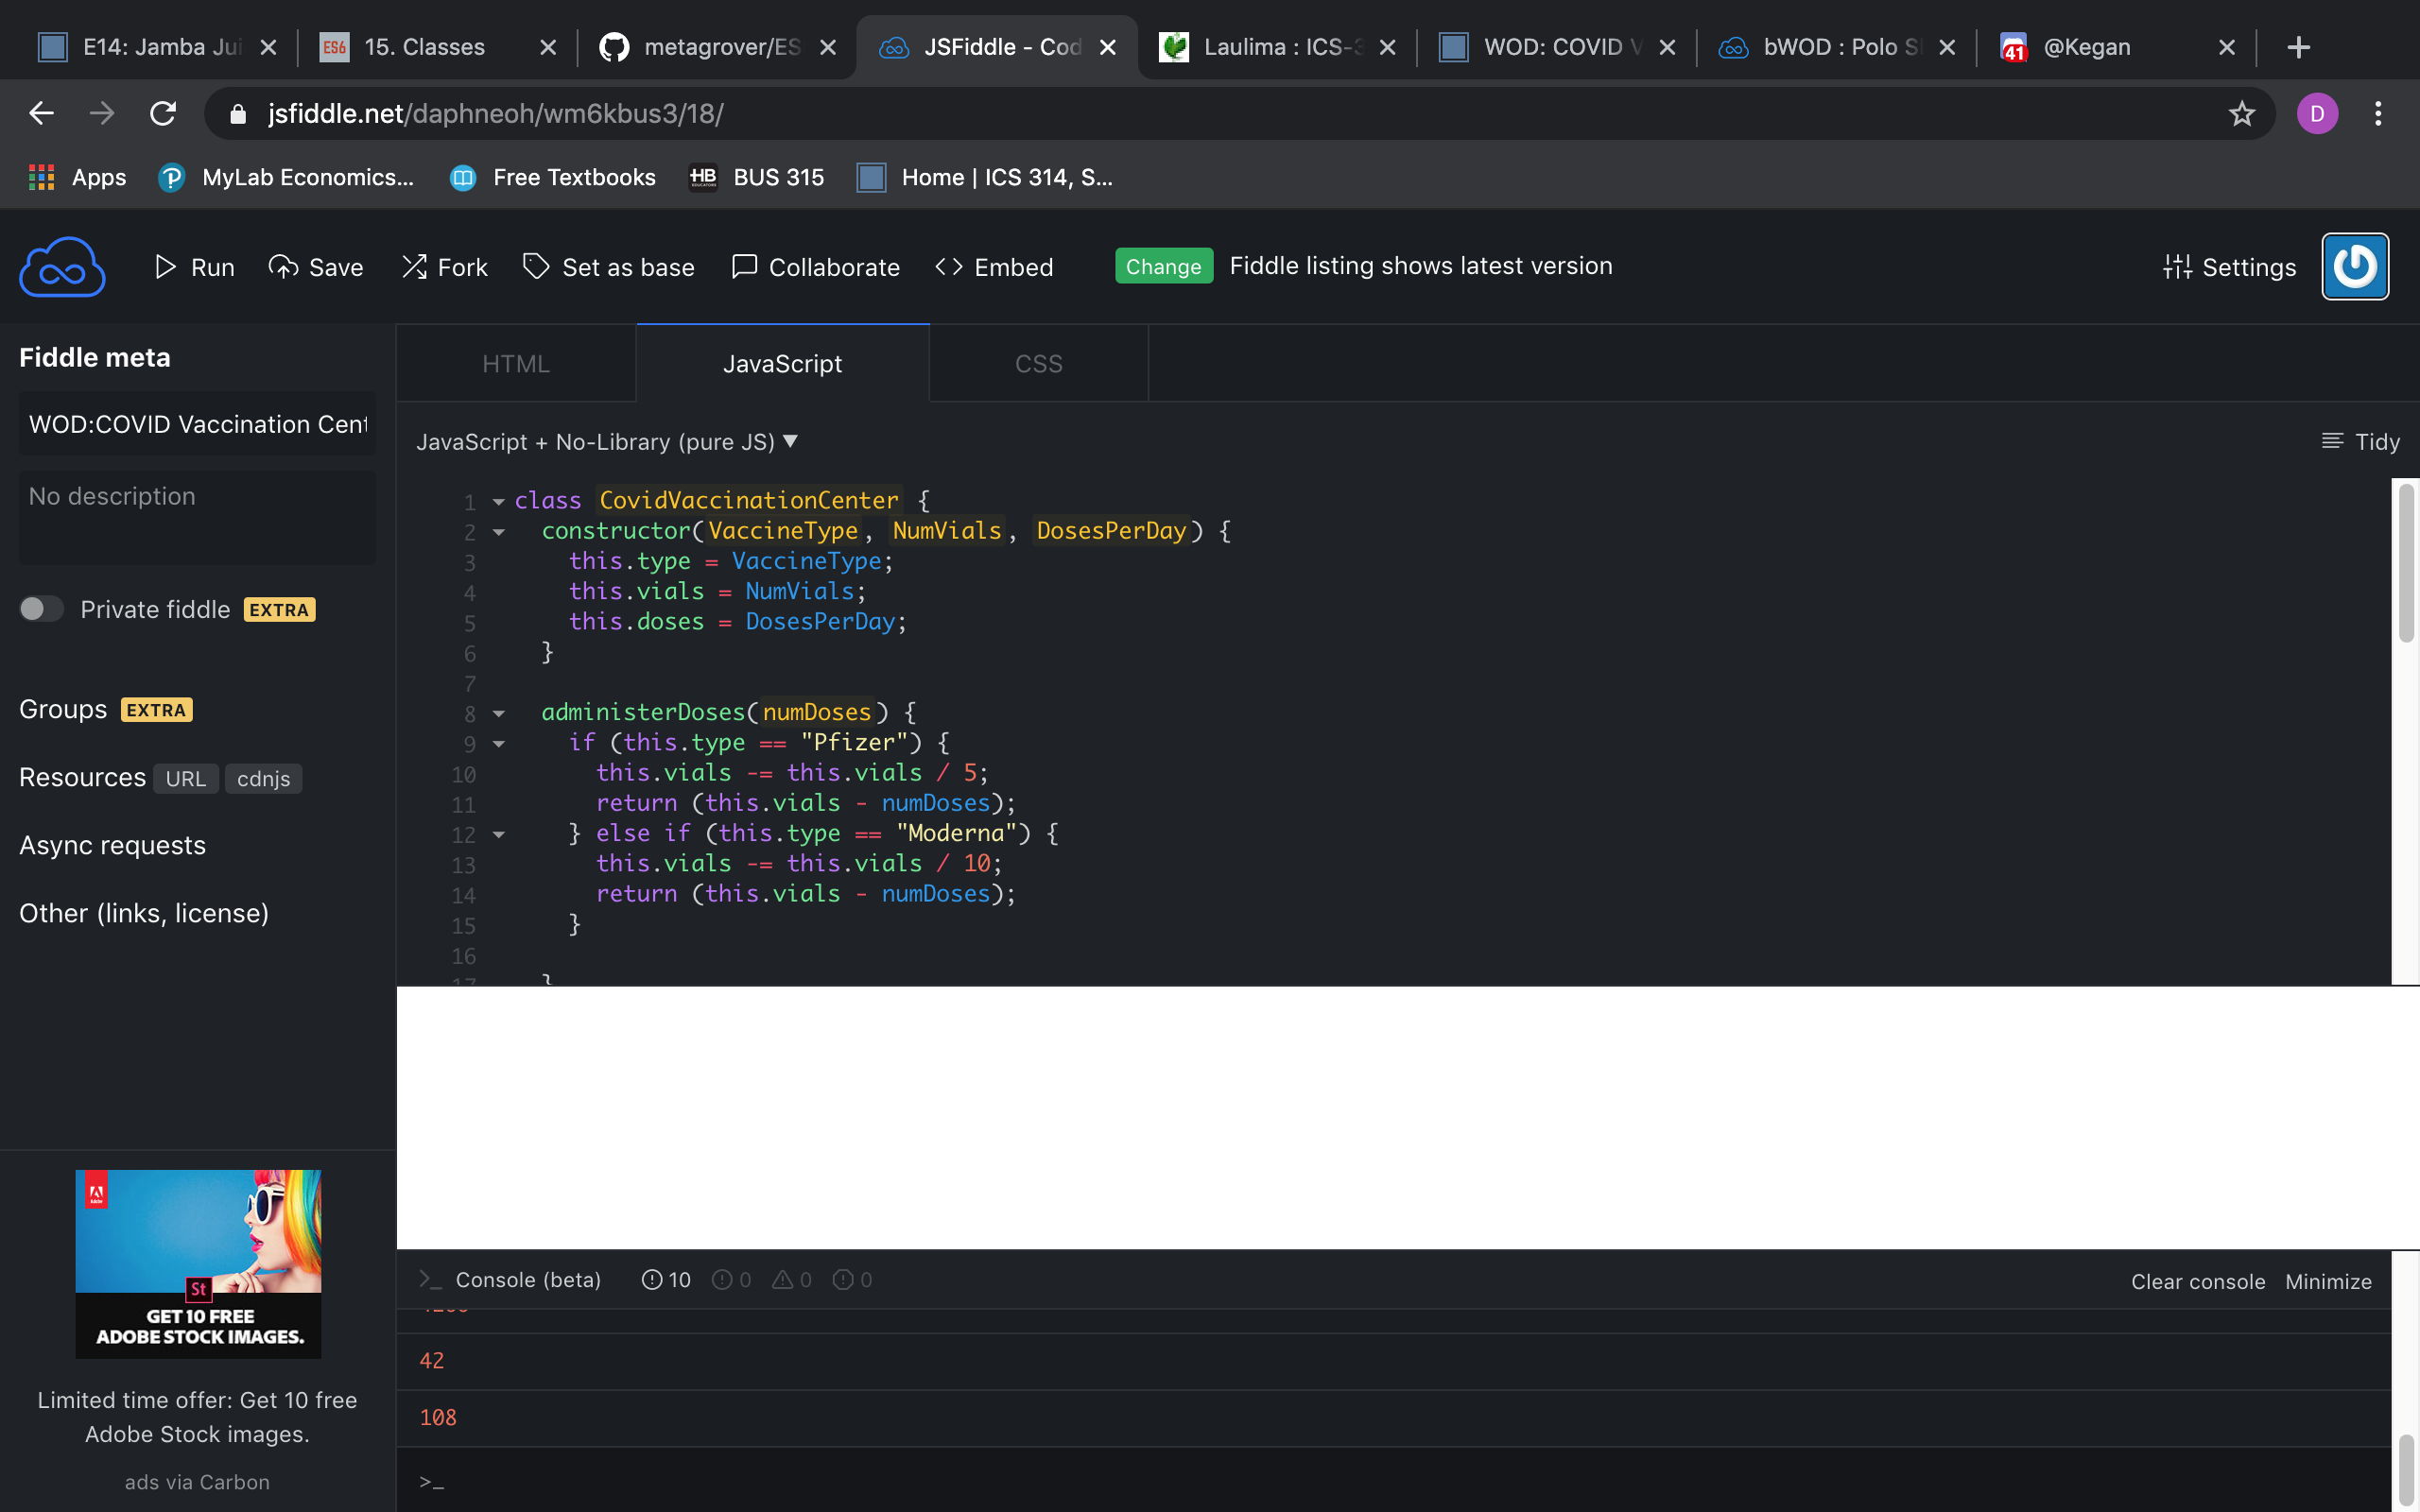 E14: Jamba Jui
ES6 15. Classes
metagrover/ES
JSFiddle - Cod
Laulima : ICS-3
WOD: COVID V
bWOD : Polo S
41 @Kegan
jsfiddle.net/daphneoh/wm6kbus3/18/
D
Apps
MyLab Economics...
Free Textbooks
HB BUS 315
Home | ICS 314, S...
Run
Save
Fork
Set as base
Collaborate
Embed
Change Fiddle listing shows latest version
Settings
Fiddle meta
WOD:COVID Vaccination Cent
No description
Private fiddle EXTRA
Groups EXTRA
Resources URL cdnjs
Async requests
Other (links, license)
Adobe
St
GET 10 FREE
ADOBE STOCK IMAGES.
Limited time offer: Get 10 free
Adobe Stock images.
ads via Carbon
HTML
JavaScript
CSS
JavaScript + No-Library (pure JS) ▼
Tidy
1 class CovidVaccinationCenter {
2 constructor(VaccineType, NumVials, DosesPerDay) {
3 this.type = VaccineType;
4 this.vials = NumVials;
5 this.doses = DosesPerDay;
6 }
7
8 administerDoses(numDoses) {
9 if (this.type == "Pfizer") {
10 this.vials -= this.vials / 5;
11 return (this.vials - numDoses);
12 } else if (this.type == "Moderna") {
13 this.vials -= this.vials / 10;
14 return (this.vials - numDoses);
15 }
16
17 }
>_ Console (beta) 10 0 0 0
Clear console Minimize
42
108
>_